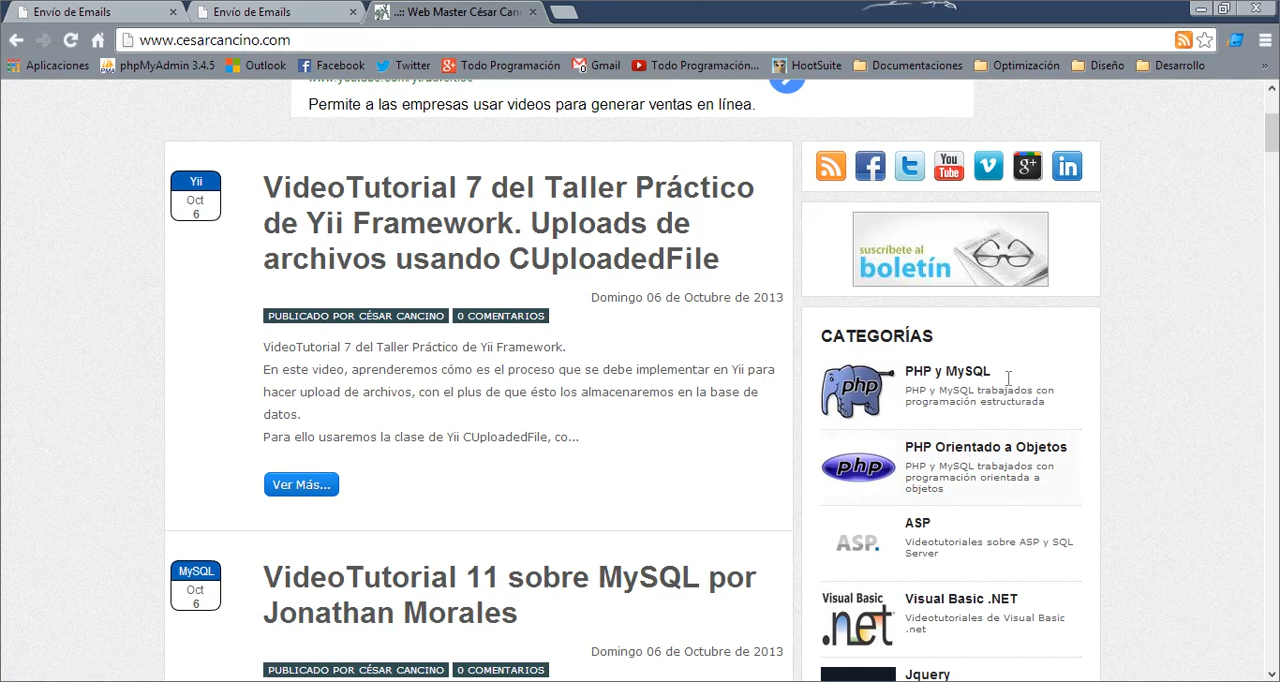 Envío de Emails
Envío de Emails
..:: Web Master César Can
www.cesarcancino.com
Aplicaciones phpMyAdmin 3.4.5 Outlook Facebook Twitter Todo Programación Gmail Todo Programación... HootSuite Documentaciones Optimización Diseño Desarrollo »
Permite a las empresas usar videos para generar ventas en línea.
Yii
Oct
6
VideoTutorial 7 del Taller Práctico
de Yii Framework. Uploads de
archivos usando CUploadedFile
Domingo 06 de Octubre de 2013
PUBLICADO POR CÉSAR CANCINO 0 COMENTARIOS
VideoTutorial 7 del Taller Práctico de Yii Framework.
En este video, aprenderemos cómo es el proceso que se debe implementar en Yii para
hacer upload de archivos, con el plus de que ésto los almacenaremos en la base de
datos.
Para ello usaremos la clase de Yii CUploadedFile, co...
Ver Más...
MySQL
Oct
6
VideoTutorial 11 sobre MySQL por
Jonathan Morales
Domingo 06 de Octubre de 2013
PUBLICADO POR CÉSAR CANCINO 0 COMENTARIOS
You
Tube
g+
in
suscríbete al
boletín
CATEGORÍAS
php
PHP y MySQL
PHP y MySQL trabajados con
programación estructurada
php
PHP Orientado a Objetos
PHP y MySQL trabajados con
programación orientada a
objetos
ASP.
ASP
Videotutoriales sobre ASP y SQL
Server
Visual Basic
.net
Visual Basic .NET
Videotutoriales de Visual Basic
.net
Jquery